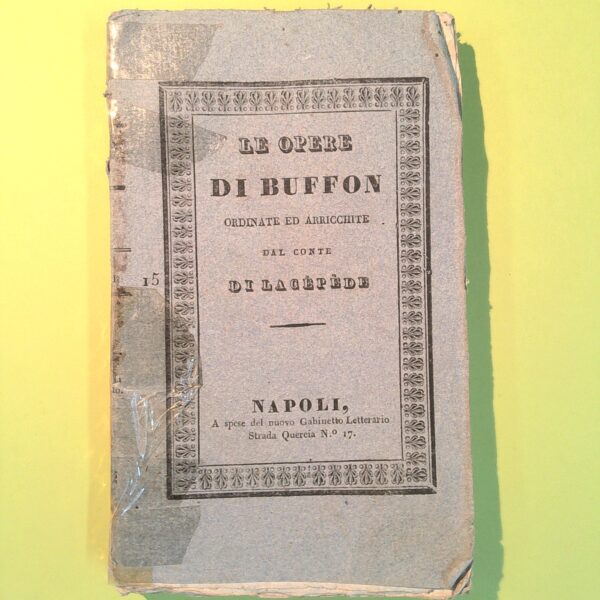 LE OPERE
DI BUFFON
ORDINATE ED ARRICCHITE
DAL CONTE
DI LACÉPÈDE
15
NAPOLI,
A spese del nuovo Gabinetto Letterario
Strada Quercia N.º 17.